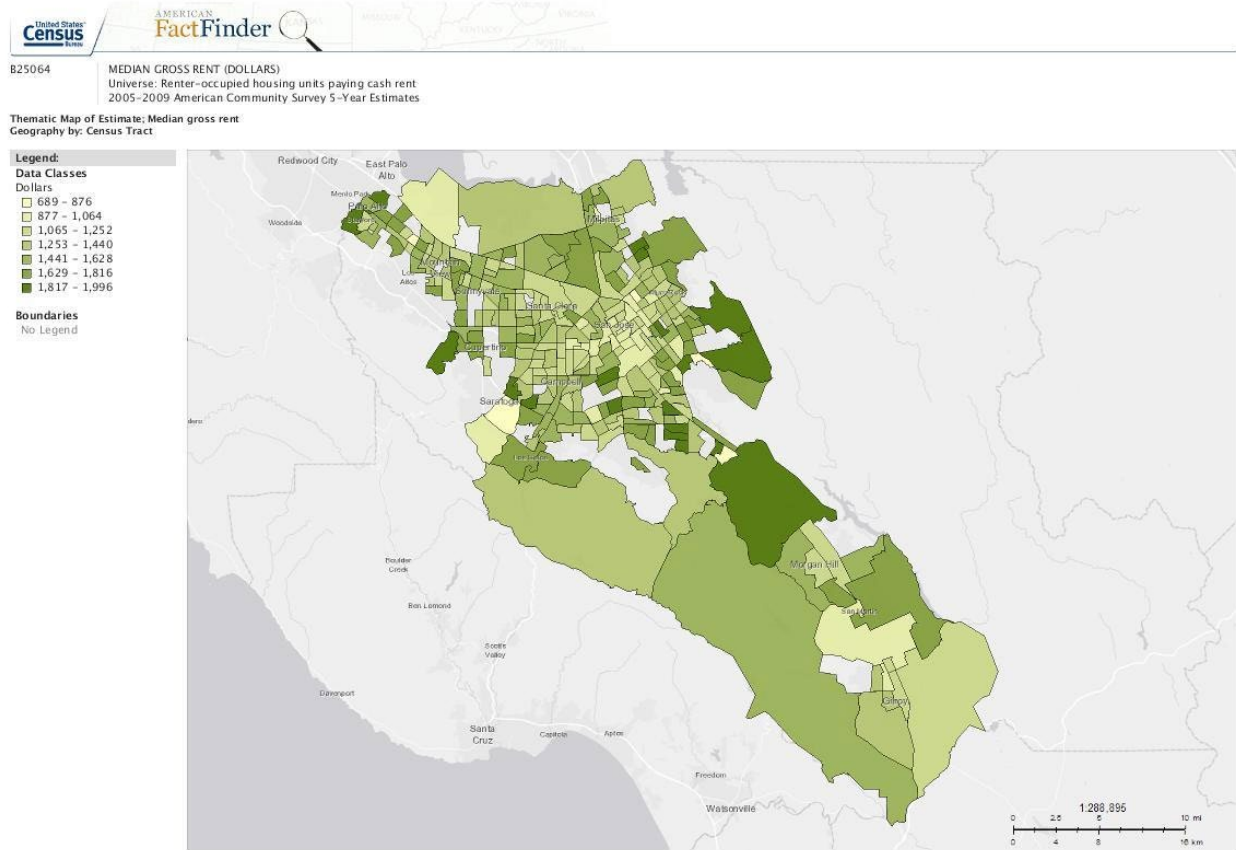 United States
Census
Bureau
AMERICAN
FactFinder
B25064
MEDIAN GROSS RENT (DOLLARS)
Universe: Renter-occupied housing units paying cash rent
2005-2009 American Community Survey 5-Year Estimates
Thematic Map of Estimate; Median gross rent
Geography by: Census Tract
Legend:
Data Classes
Dollars
689 - 876
877 - 1,064
1,065 - 1,252
1,253 - 1,440
1,441 - 1,628
1,629 - 1,816
1,817 - 1,996
Boundaries
No Legend
Redwood City
East Palo
Alto
Menlo Park
Palo Alto
Woodside
Milpitas
Los
Altos
Mountain
View
Sunnyvale
Santa Clara
San Jose
Cupertino
Campbell
Saratoga
Los Gatos
Morgan Hill
San Martin
Gilroy
Boulder
Creek
Ben Lomond
Scotts
Valley
Davenport
Santa
Cruz
Capitola
Aptos
Freedom
Watsonville
1:288,895
0
5
10 mi
0
4
8
16 km